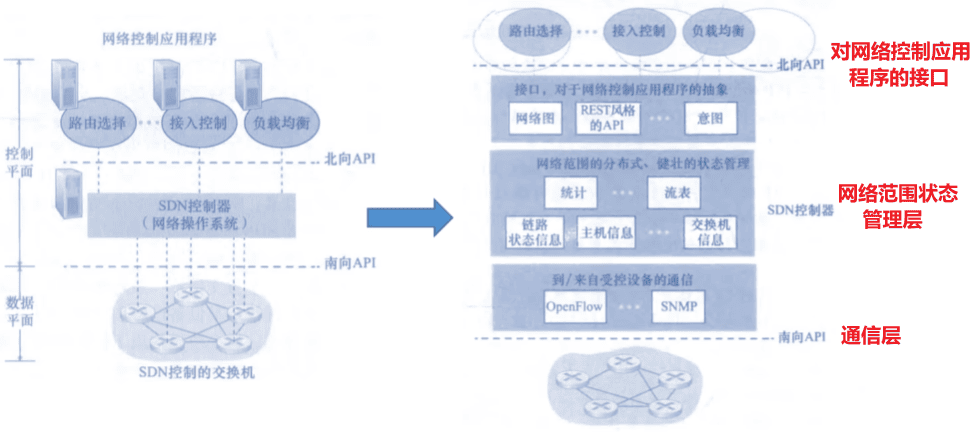 网络控制应用程序
路由选择
接入控制
负载均衡
北向API
控制
平面
SDN控制器
(网络操作系统)
南向API
数据
平面
SDN控制的交换机
路由选择
接入控制
负载均衡
北向API
对网络控制应用
程序的接口
接口,对于网络控制应用程序的抽象
网络图
REST风格
的API
意图
网络范围的分布式、健壮的状态管理
统计
流表
链路
状态信息
主机信息
交换机
信息
SDN控制器
网络范围状态
管理层
到/来自受控设备的通信
OpenFlow
SNMP
南向API
通信层